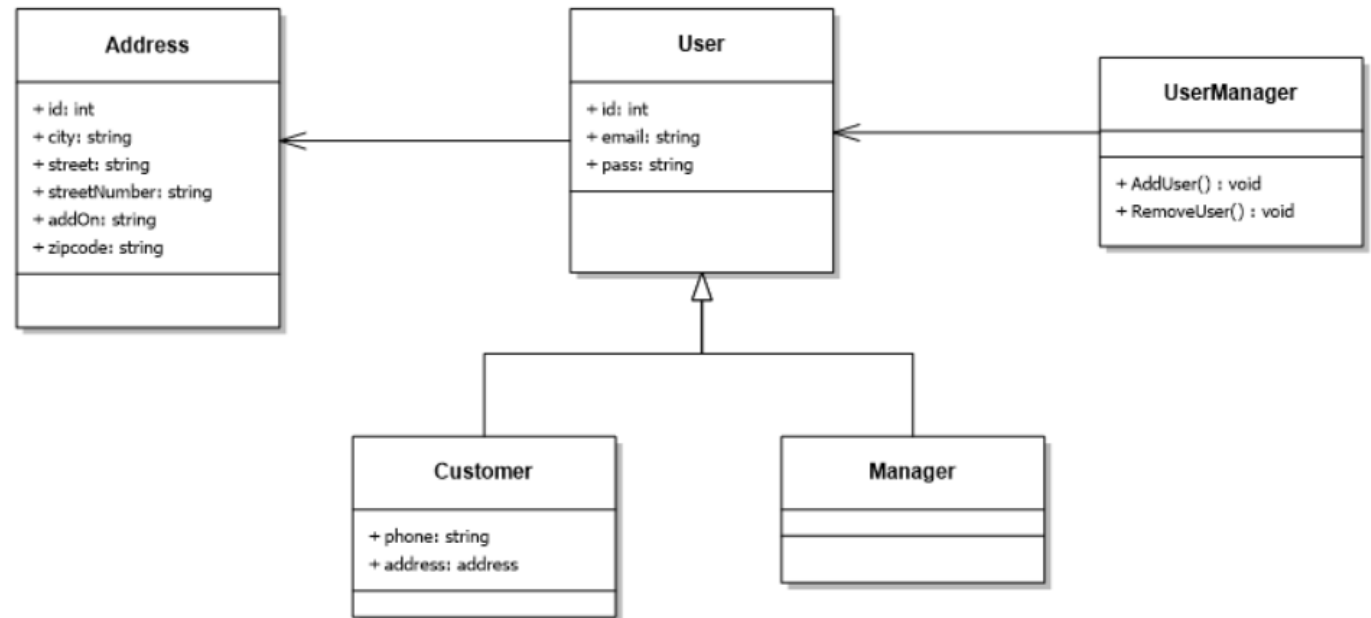 Address
+ id: int
+ city: string
+ street: string
+ streetNumber: string
+ addOn: string
+ zipcode: string
User
+ id: int
+ email: string
+ pass: string
UserManager
+ AddUser() : void
+ RemoveUser() : void
Customer
+ phone: string
+ address: address
Manager